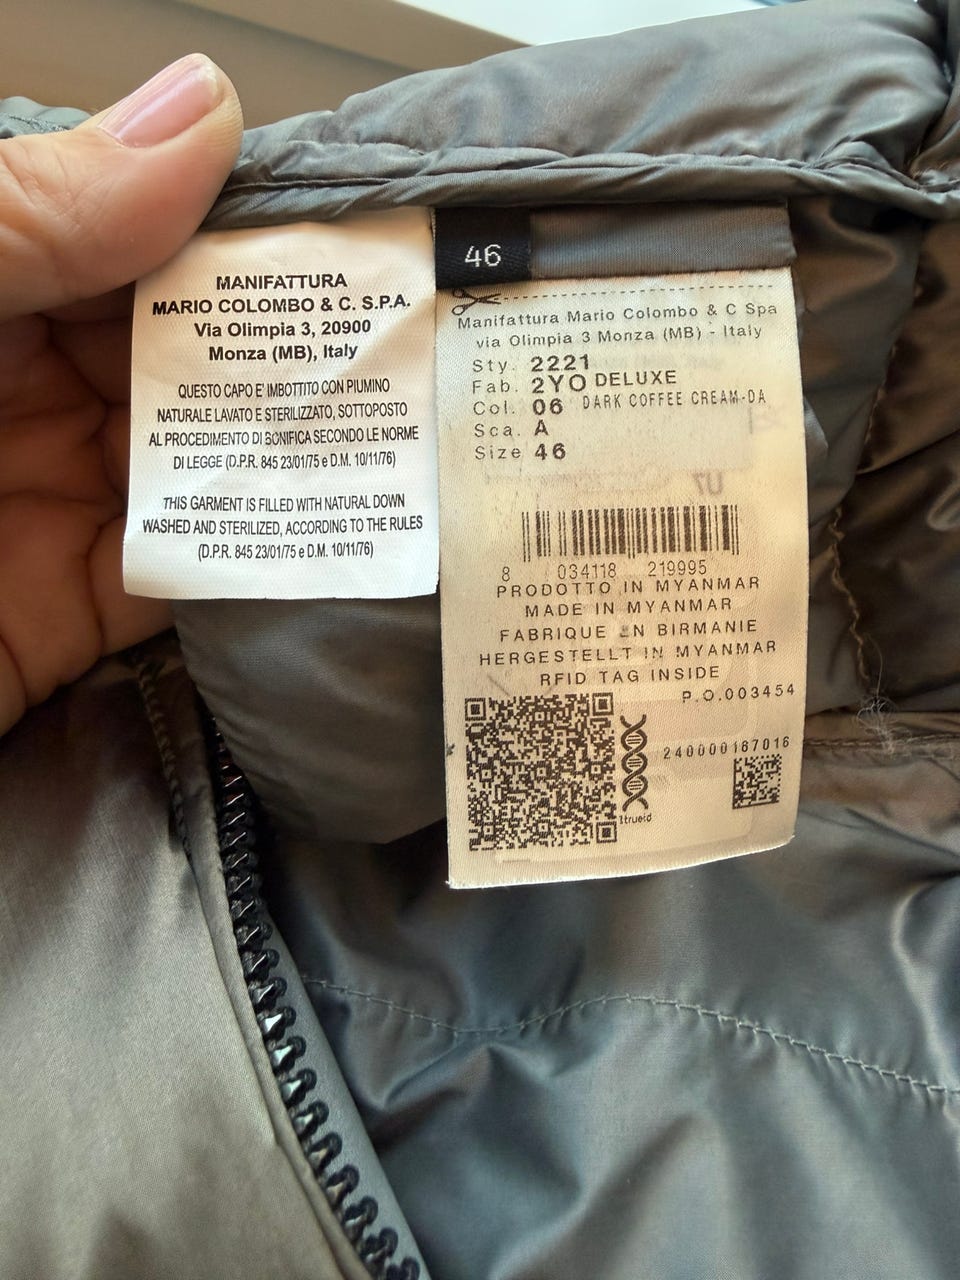 MANIFATTURA
MARIO COLOMBO & C. S.P.A.
Via Olimpia 3, 20900
Monza (MB), Italy
QUESTO CAPO E' IMBOTTITO CON PIUMINO
NATURALE LAVATO E STERILIZZATO, SOTTOPOSTO
AL PROCEDIMENTO DI BONIFICA SECONDO LE NORME
DI LEGGE (D.P.R. 845 23/01/75 e D.M. 10/11/76)
THIS GARMENT IS FILLED WITH NATURAL DOWN
WASHED AND STERILIZED, ACCORDING TO THE RULES
(D.P.R. 845 23/01/75 e D.M. 10/11/76)
46
Manifattura Mario Colombo & C Spa
via Olimpia 3 Monza (MB) - Italy
Sty. 2221
Fab. 2YO DELUXE
Col. 06 DARK COFFEE CREAM-DA
Sca. A
Size 46
8 034118 219995
PRODOTTO IN MYANMAR
MADE IN MYANMAR
FABRIQUE EN BIRMANIE
HERGESTELLT IN MYANMAR
RFID TAG INSIDE
P.O.003454
240000187016
1trueid